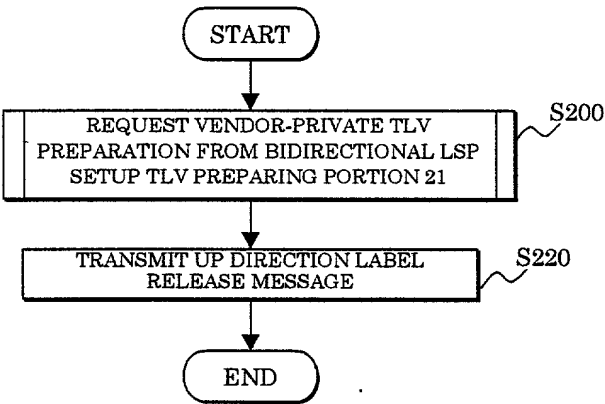 START
REQUEST VENDOR-PRIVATE TLV
PREPARATION FROM BIDIRECTIONAL LSP
SETUP TLV PREPARING PORTION 21
S200
TRANSMIT UP DIRECTION LABEL
RELEASE MESSAGE
S220
END